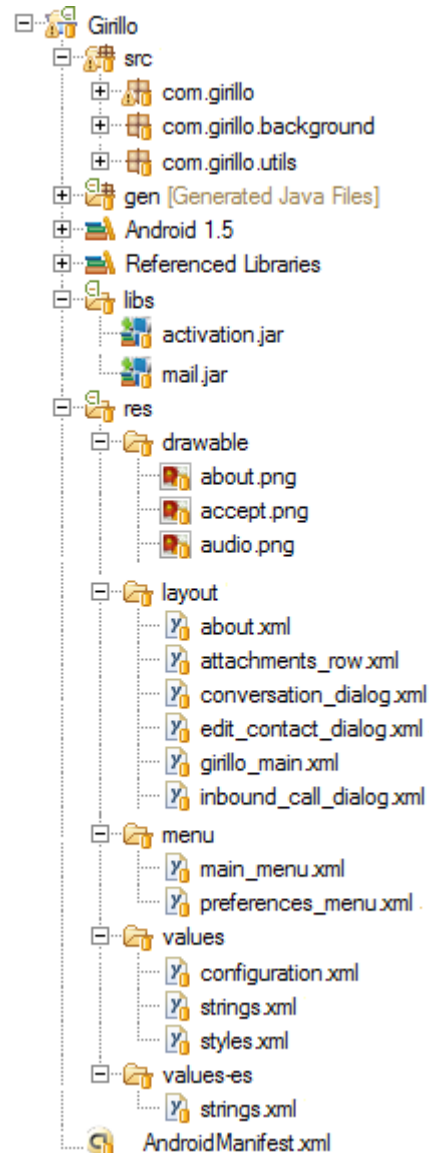 Girillo
src
com.girillo
com.girillo.background
com.girillo.utils
gen [Generated Java Files]
Android 1.5
Referenced Libraries
libs
activation.jar
mail.jar
res
drawable
about.png
accept.png
audio.png
layout
about.xml
attachments_row.xml
conversation_dialog.xml
edit_contact_dialog.xml
girillo_main.xml
inbound_call_dialog.xml
menu
main_menu.xml
preferences_menu.xml
values
configuration.xml
strings.xml
styles.xml
values-es
strings.xml
AndroidManifest.xml